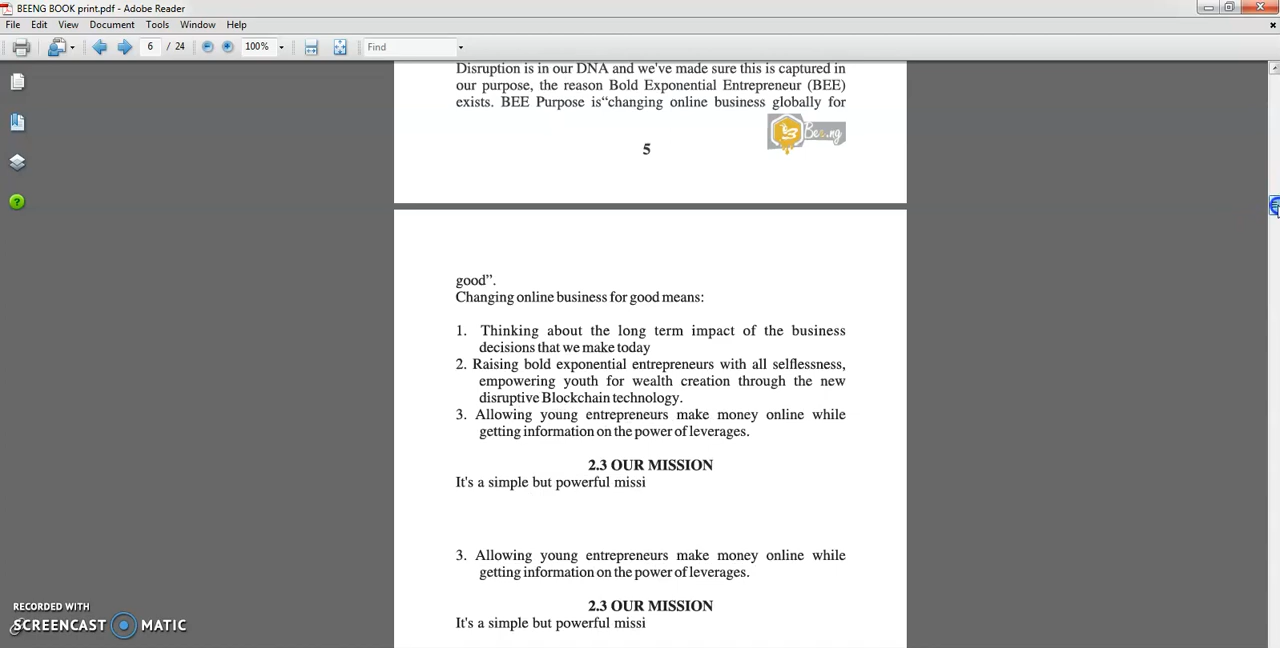 BEENG BOOK print.pdf - Adobe Reader
File Edit View Document Tools Window Help
6 / 24 100% Find
Disruption is in our DNA and we've made sure this is captured in
our purpose, the reason Bold Exponential Entrepreneur (BEE)
exists. BEE Purpose is“changing online business globally for
Bee.ng
5
good”.
Changing online business for good means:
1. Thinking about the long term impact of the business
decisions that we make today
2. Raising bold exponential entrepreneurs with all selflessness,
empowering youth for wealth creation through the new
disruptive Blockchain technology.
3. Allowing young entrepreneurs make money online while
getting information on the power of leverages.
2.3 OUR MISSION
It's a simple but powerful missi
3. Allowing young entrepreneurs make money online while
getting information on the power of leverages.
2.3 OUR MISSION
It's a simple but powerful missi
RECORDED WITH
SCREENCAST MATIC